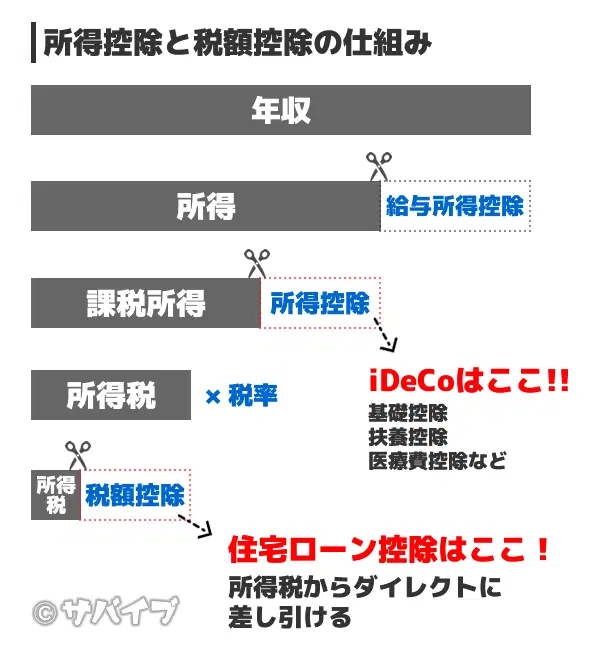 所得控除と税額控除の仕組み
年収
所得
給与所得控除
課税所得
所得控除
iDeCoはここ!!
基礎控除
扶養控除
医療費控除など
所得税
× 税率
所得
税
税額控除
住宅ローン控除はここ！
所得税からダイレクトに
差し引ける
©サバイブ